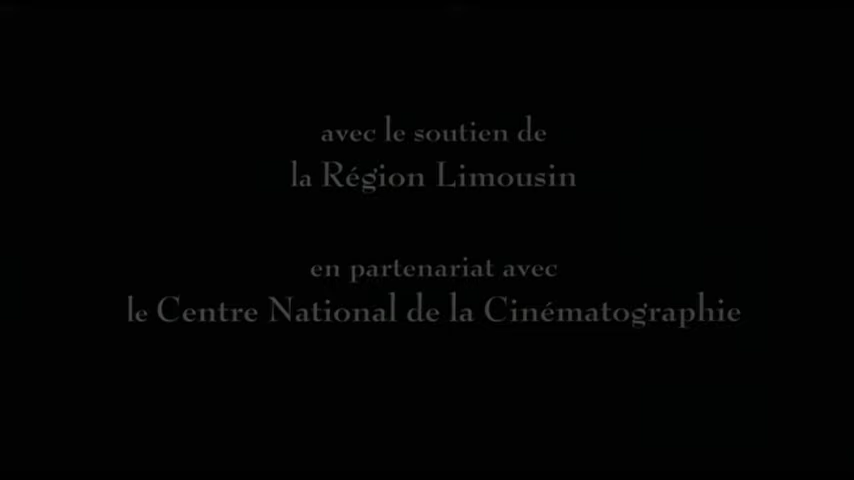 avec le soutien de
la Région Limousin
en partenariat avec
le Centre National de la Cinématographie